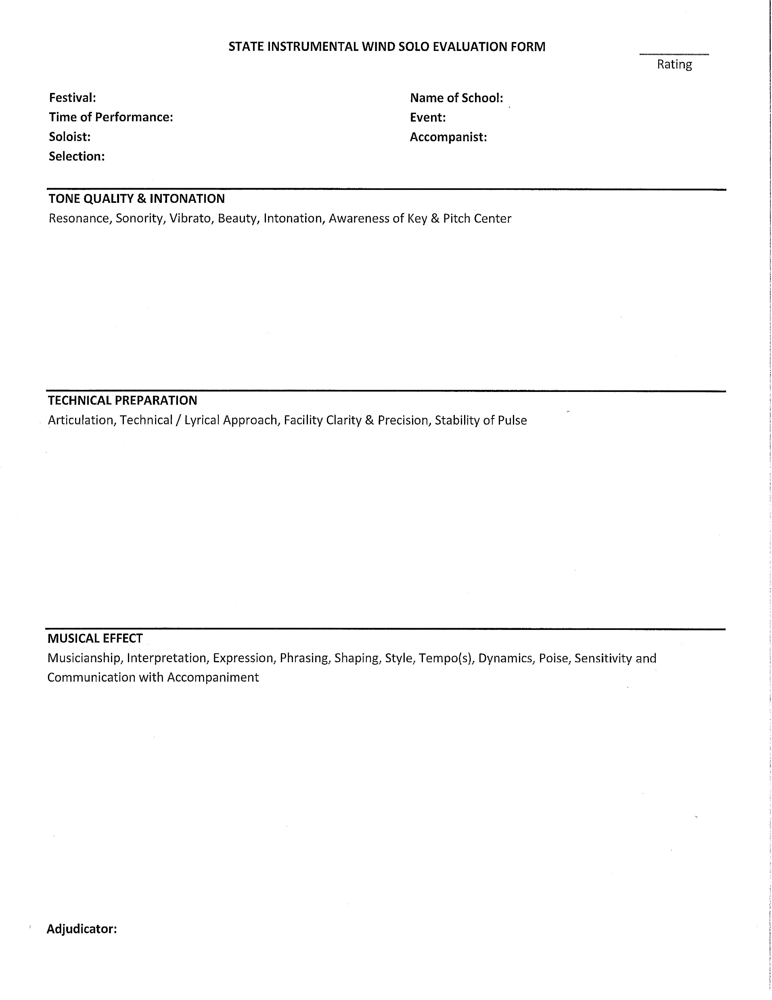 STATE INSTRUMENTAL WIND SOLO EVALUATION FORM
Rating
Festival:
Name of School:
Time of Performance:
Event:
Soloist:
Accompanist:
Selection:
TONE QUALITY & INTONATION
Resonance, Sonority, Vibrato, Beauty, Intonation, Awareness of Key & Pitch Center
TECHNICAL PREPARATION
Articulation, Technical / Lyrical Approach, Facility Clarity & Precision, Stability of Pulse
MUSICAL EFFECT
Musicianship, Interpretation, Expression, Phrasing, Shaping, Style, Tempo(s), Dynamics, Poise, Sensitivity and
Communication with Accompaniment
Adjudicator: